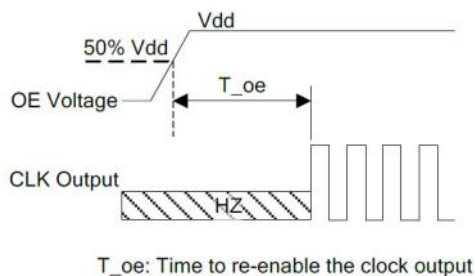 Vdd
50% Vdd
T_oe
OE Voltage
CLK Output
HZ
T_oe: Time to re-enable the clock output